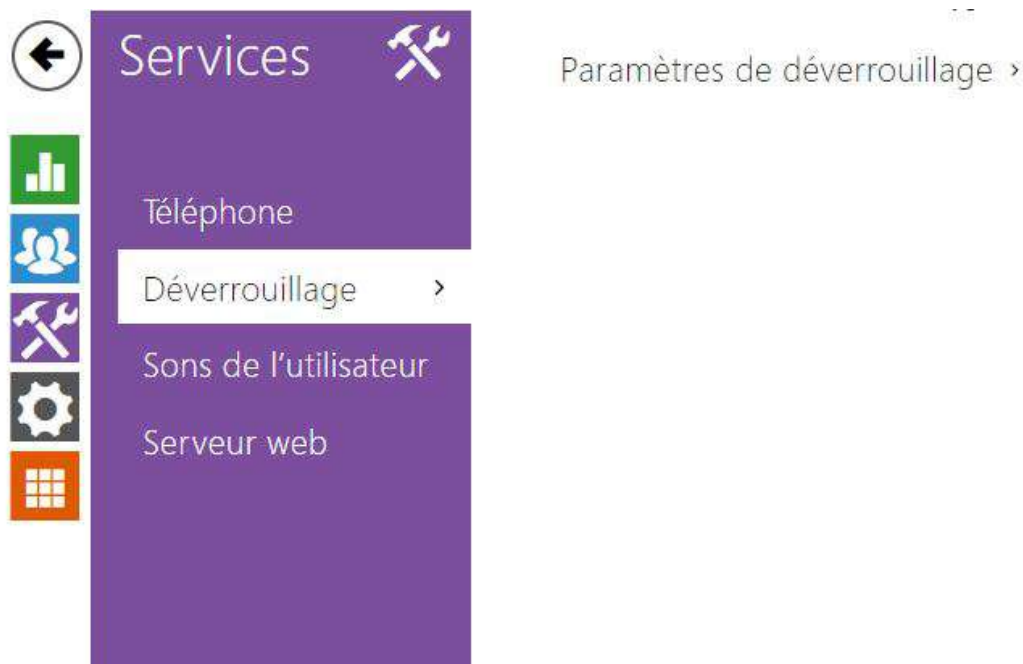 Services
Paramètres de déverrouillage ›
Téléphone
Déverrouillage ›
Sons de l'utilisateur
Serveur web